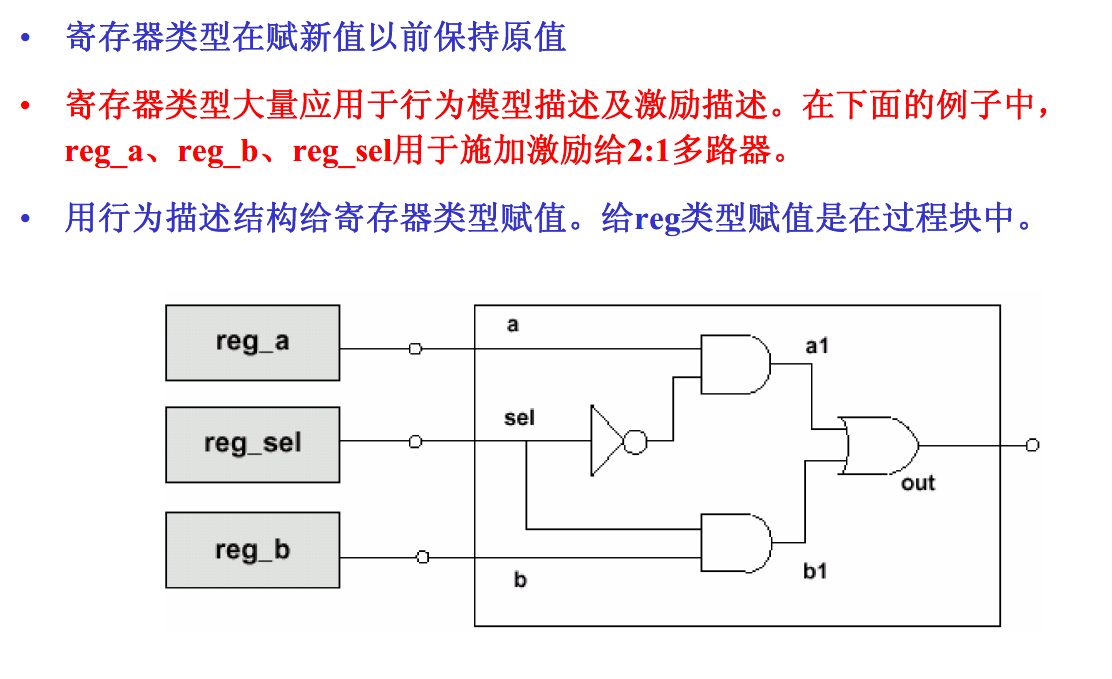 • 寄存器类型在赋新值以前保持原值
• 寄存器类型大量应用于行为模型描述及激励描述。在下面的例子中，
reg_a、reg_b、reg_sel用于施加激励给2:1多路器。
• 用行为描述结构给寄存器类型赋值。给reg类型赋值是在过程块中。
reg_a
a
a1
reg_sel
sel
out
reg_b
b
b1